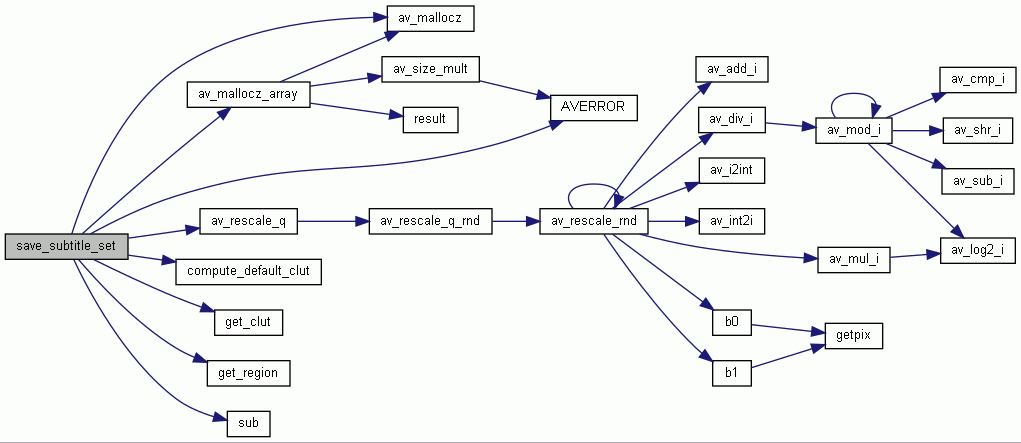 av_mallocz
av_size_mult
av_mallocz_array
AVERROR
result
av_add_i
av_div_i
av_cmp_i
av_mod_i
av_shr_i
av_i2int
av_sub_i
av_rescale_q
av_rescale_q_rnd
av_rescale_rnd
av_int2i
save_subtitle_set
av_mul_i
av_log2_i
compute_default_clut
get_clut
b0
getpix
get_region
b1
sub